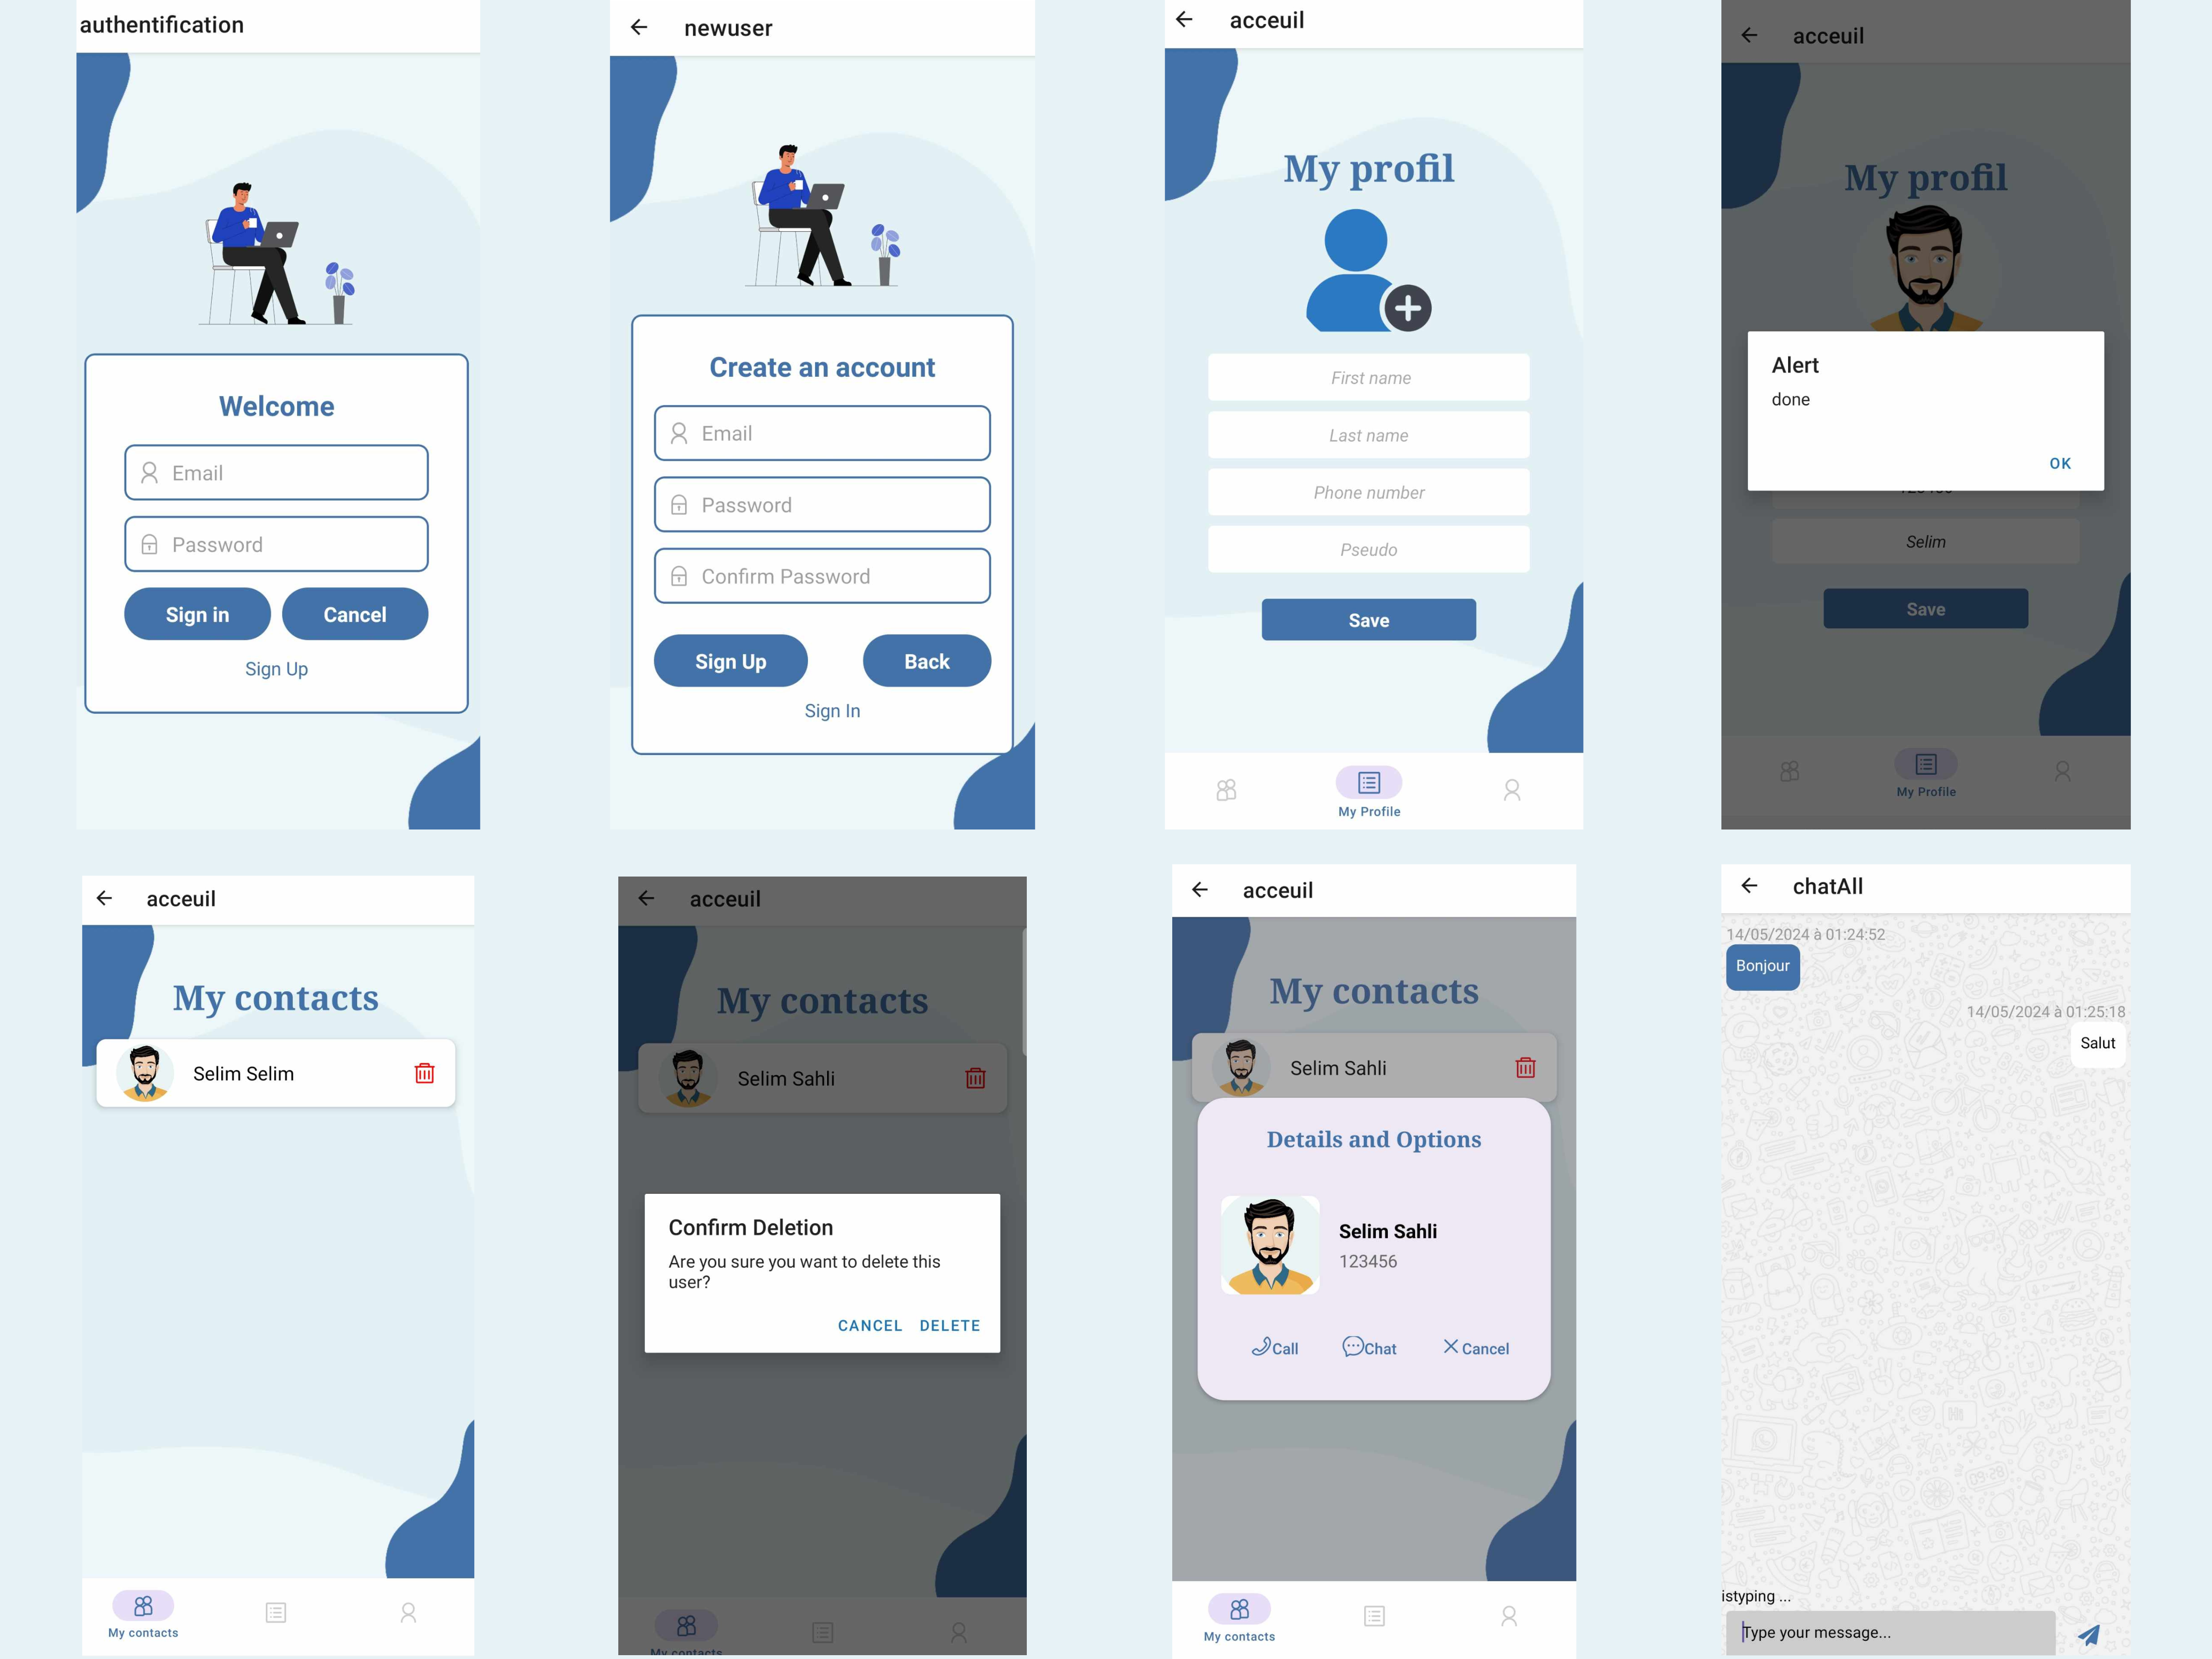 authentification
Welcome
Email
Password
Sign in
Cancel
Sign Up
newuser
Create an account
Email
Password
Confirm Password
Sign Up
Back
Sign In
acceuil
My profil
First name
Last name
Phone number
Pseudo
Save
My Profile
acceuil
My profil
Alert
done
OK
Selim
Save
My Profile
acceuil
My contacts
Selim Selim
My contacts
acceuil
My contacts
Selim Sahli
Confirm Deletion
Are you sure you want to delete this
user?
CANCEL DELETE
My contacts
acceuil
My contacts
Selim Sahli
Details and Options
Selim Sahli
123456
Call
Chat
Cancel
My contacts
chatAll
14/05/2024 à 01:24:52
Bonjour
14/05/2024 à 01:25:18
Salut
istyping ...
Type your message...